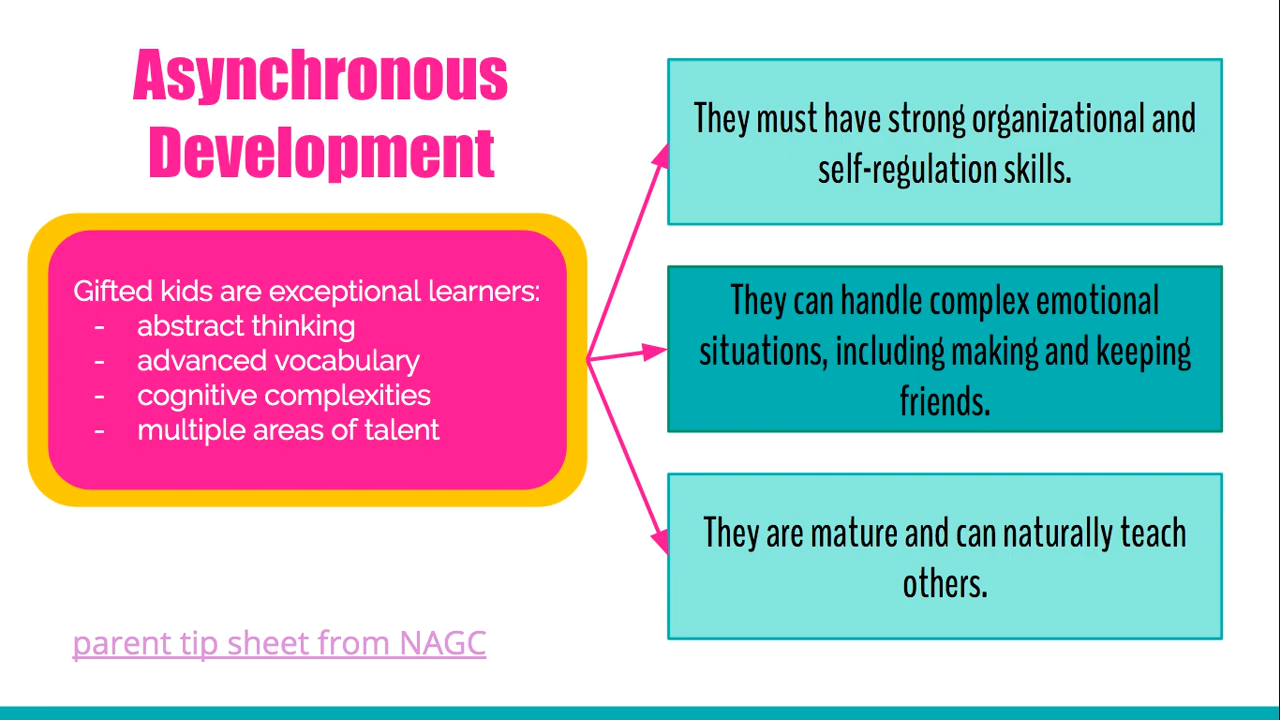 Asynchronous
Development
Gifted kids are exceptional learners:
- abstract thinking
- advanced vocabulary
- cognitive complexities
- multiple areas of talent
parent tip sheet from NAGC
They must have strong organizational and
self-regulation skills.
They can handle complex emotional
situations, including making and keeping
friends.
They are mature and can naturally teach
others.